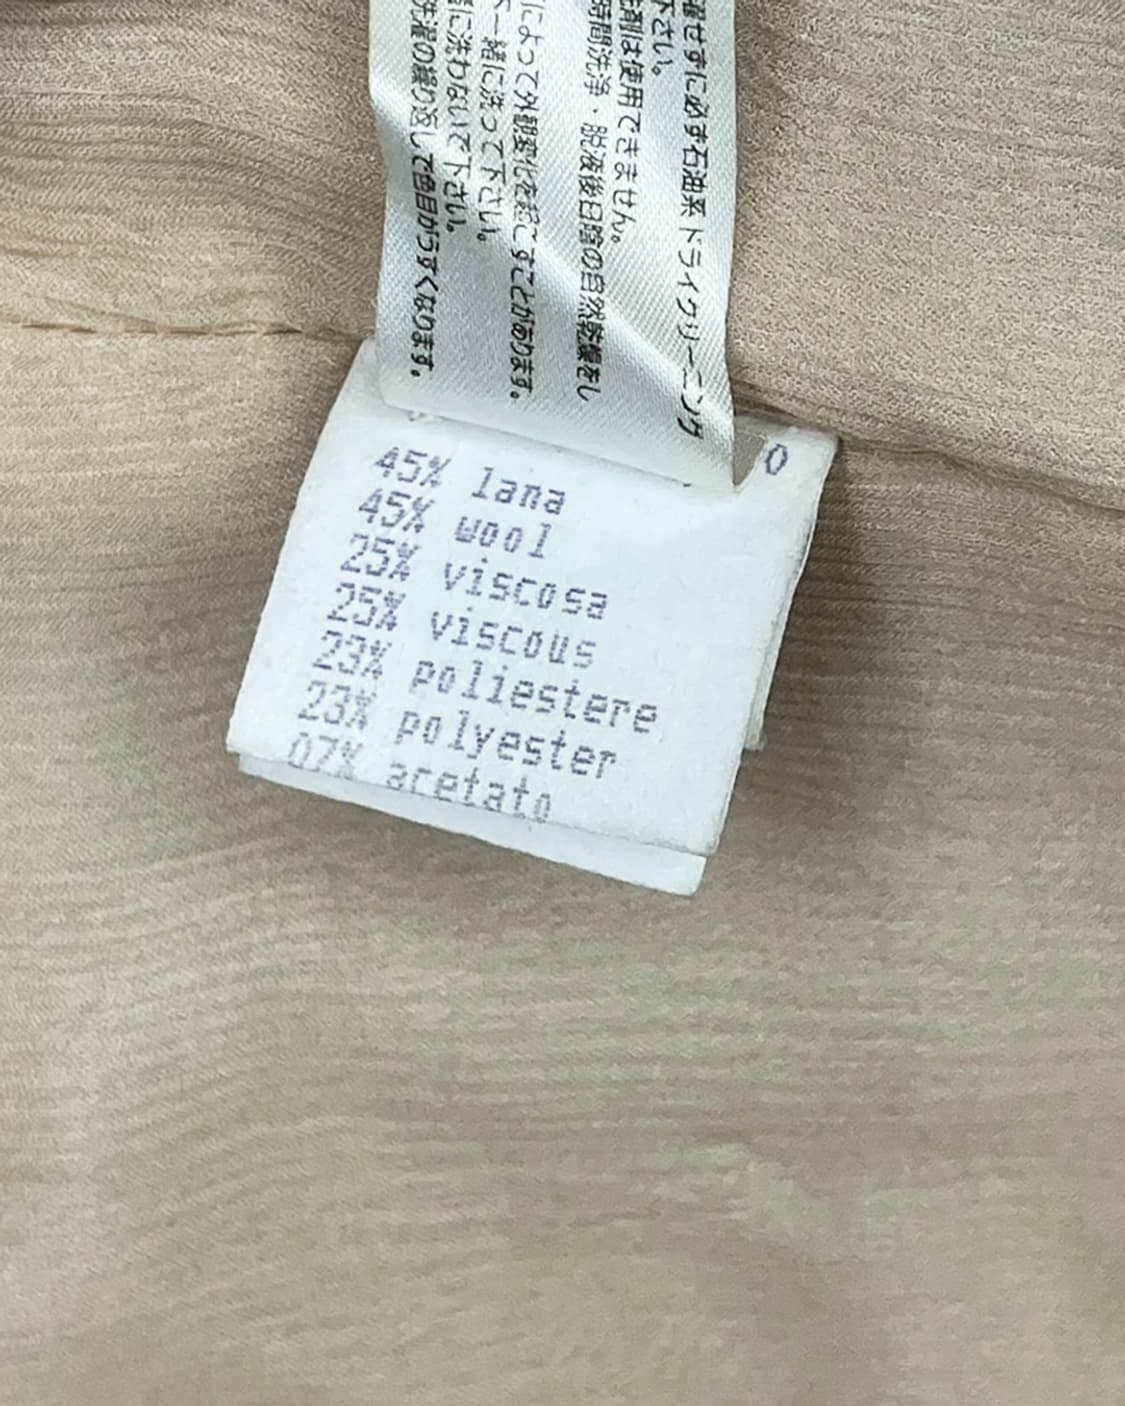 濯せずに必ず石油系ドライクリーニング
下さい。
洗剤は使用できません。
時間洗浄・脱液後日陰の自然乾燥をし
によって外観変化を起こすことがあります。
一緒に洗って下さい。
緒に洗わないで下さい。
洗濯の繰り返しで色目がうすくなります。
0
45% lana
45% wool
25% viscosa
25% viscous
23% poliestere
23% polyester
07% acetato